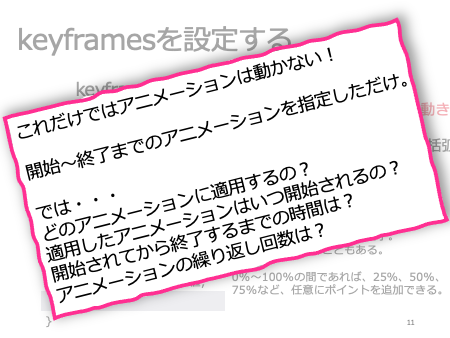 keyframesを設定する
keyfram
これだけではアニメーションは動かない！
動き
開始～終了までのアニメーションを指定しただけ。
括弧
では・・・
どのアニメーションに適用するの？
適用したアニメーションはいつ開始されるの？
開始されてから終了するまでの時間は？
アニメーションの繰り返し回数は？
こともある。
0%～100%の間であれば、25%、50%、
75%など、任意にポイントを追加できる。
}
11